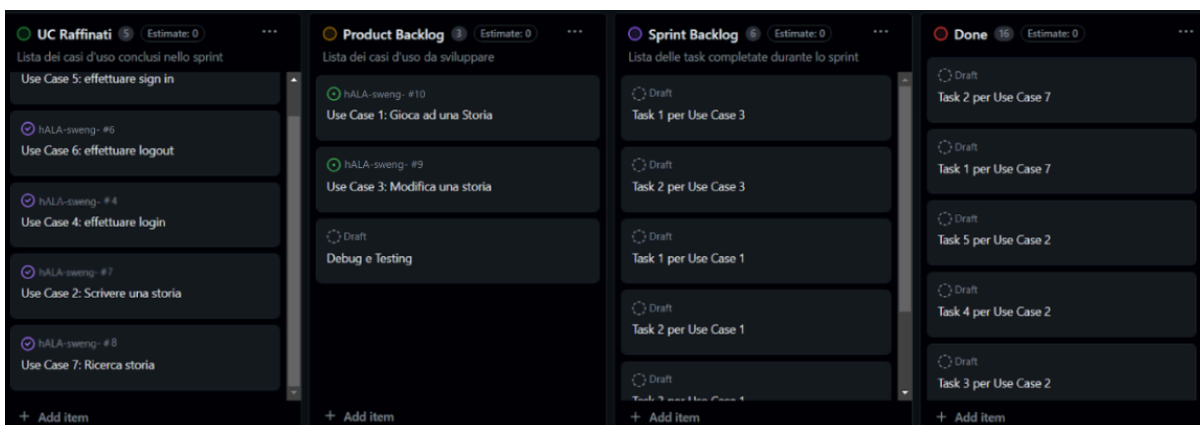 UC Raffinati 5 Estimate: 0 ...
Lista dei casi d'uso conclusi nello sprint
Use Case 5: effettuare sign in
hALA-sweng- #6
Use Case 6: effettuare logout
hALA-sweng- #4
Use Case 4: effettuare login
hALA-sweng- #7
Use Case 2: Scrivere una storia
hALA-sweng- #8
Use Case 7: Ricerca storia
+ Add item
Product Backlog 3 Estimate: 0 ...
Lista dei casi d'uso da sviluppare
hALA-sweng- #10
Use Case 1: Gioca ad una Storia
hALA-sweng- #9
Use Case 3: Modifica una storia
Draft
Debug e Testing
+ Add item
Sprint Backlog 6 Estimate: 0 ...
Lista delle task completate durante lo sprint
Draft
Task 1 per Use Case 3
Draft
Task 2 per Use Case 3
Draft
Task 1 per Use Case 1
Draft
Task 2 per Use Case 1
Draft
Task 3 per Use Case 1
+ Add item
Done 16 Estimate: 0 ...
Draft
Task 2 per Use Case 7
Draft
Task 1 per Use Case 7
Draft
Task 5 per Use Case 2
Draft
Task 4 per Use Case 2
Draft
Task 3 per Use Case 2
+ Add item